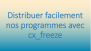 Distribuer facilement
nos programmes avec
cx_freeze